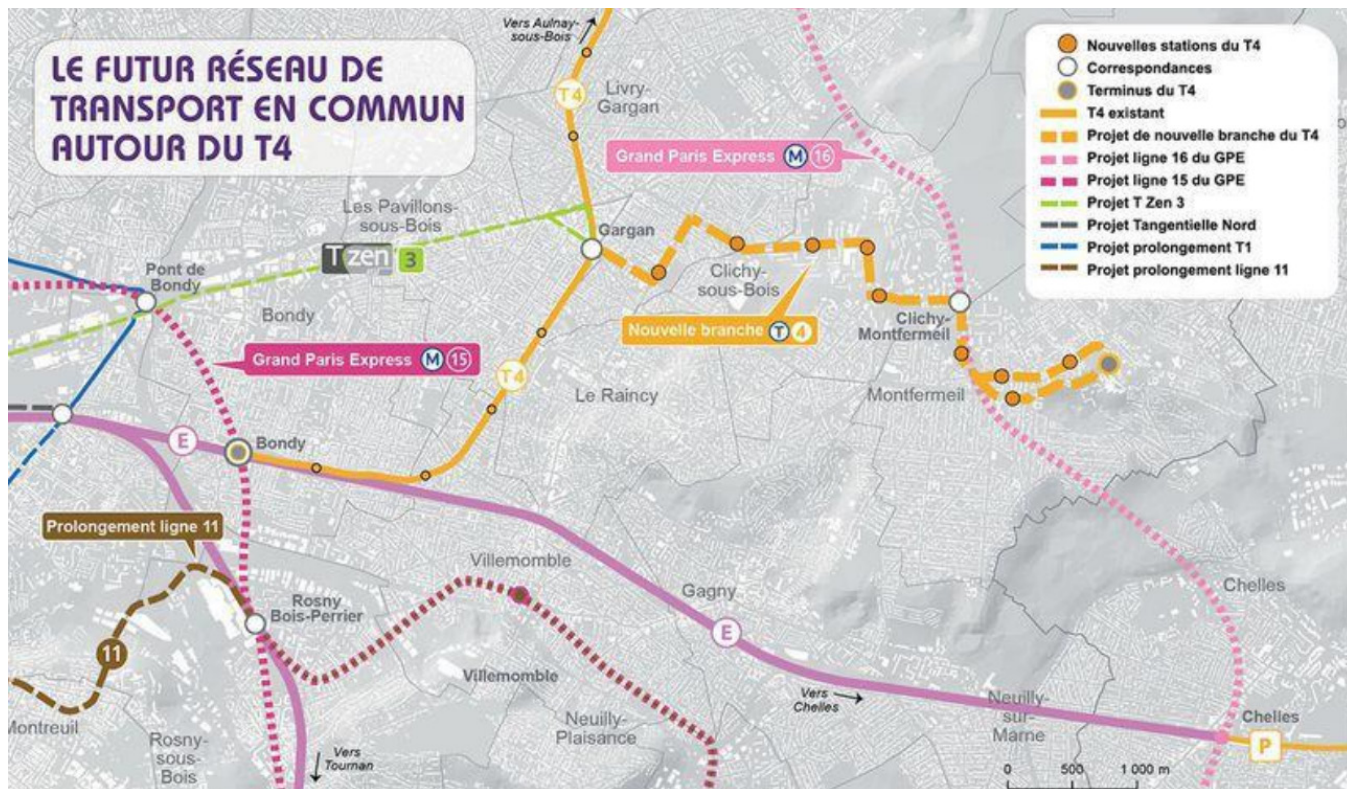 LE FUTUR RÉSEAU DE
TRANSPORT EN COMMUN
AUTOUR DU T4
Vers Aulnay-
sous-Bois
T4
Livry-
Gargan
Nouvelles stations du T4
Correspondances
Terminus du T4
T4 existant
Projet de nouvelle branche du T4
Projet ligne 16 du GPE
Projet ligne 15 du GPE
Projet T Zen 3
Projet Tangentielle Nord
Projet prolongement T1
Projet prolongement ligne 11
Grand Paris Express M 16
Les Pavillons-
sous-Bois
T zen 3
Gargan
Pont de
Bondy
Bondy
Clichy-
sous-Bois
Nouvelle branche T 4
Clichy-
Montfermeil
Grand Paris Express M 15
T4
Le Raincy
Montfermeil
E
Bondy
Prolongement ligne 11
Villemomble
Gagny
Chelles
Rosny
Bois-Perrier
11
E
Villemomble
Vers
Chelles
Neuilly-
sur-
Marne
Chelles
P
Montreuil
Rosny-
sous-
Bois
Vers
Tournan
Neuilly-
Plaisance
0 500 1 000 m